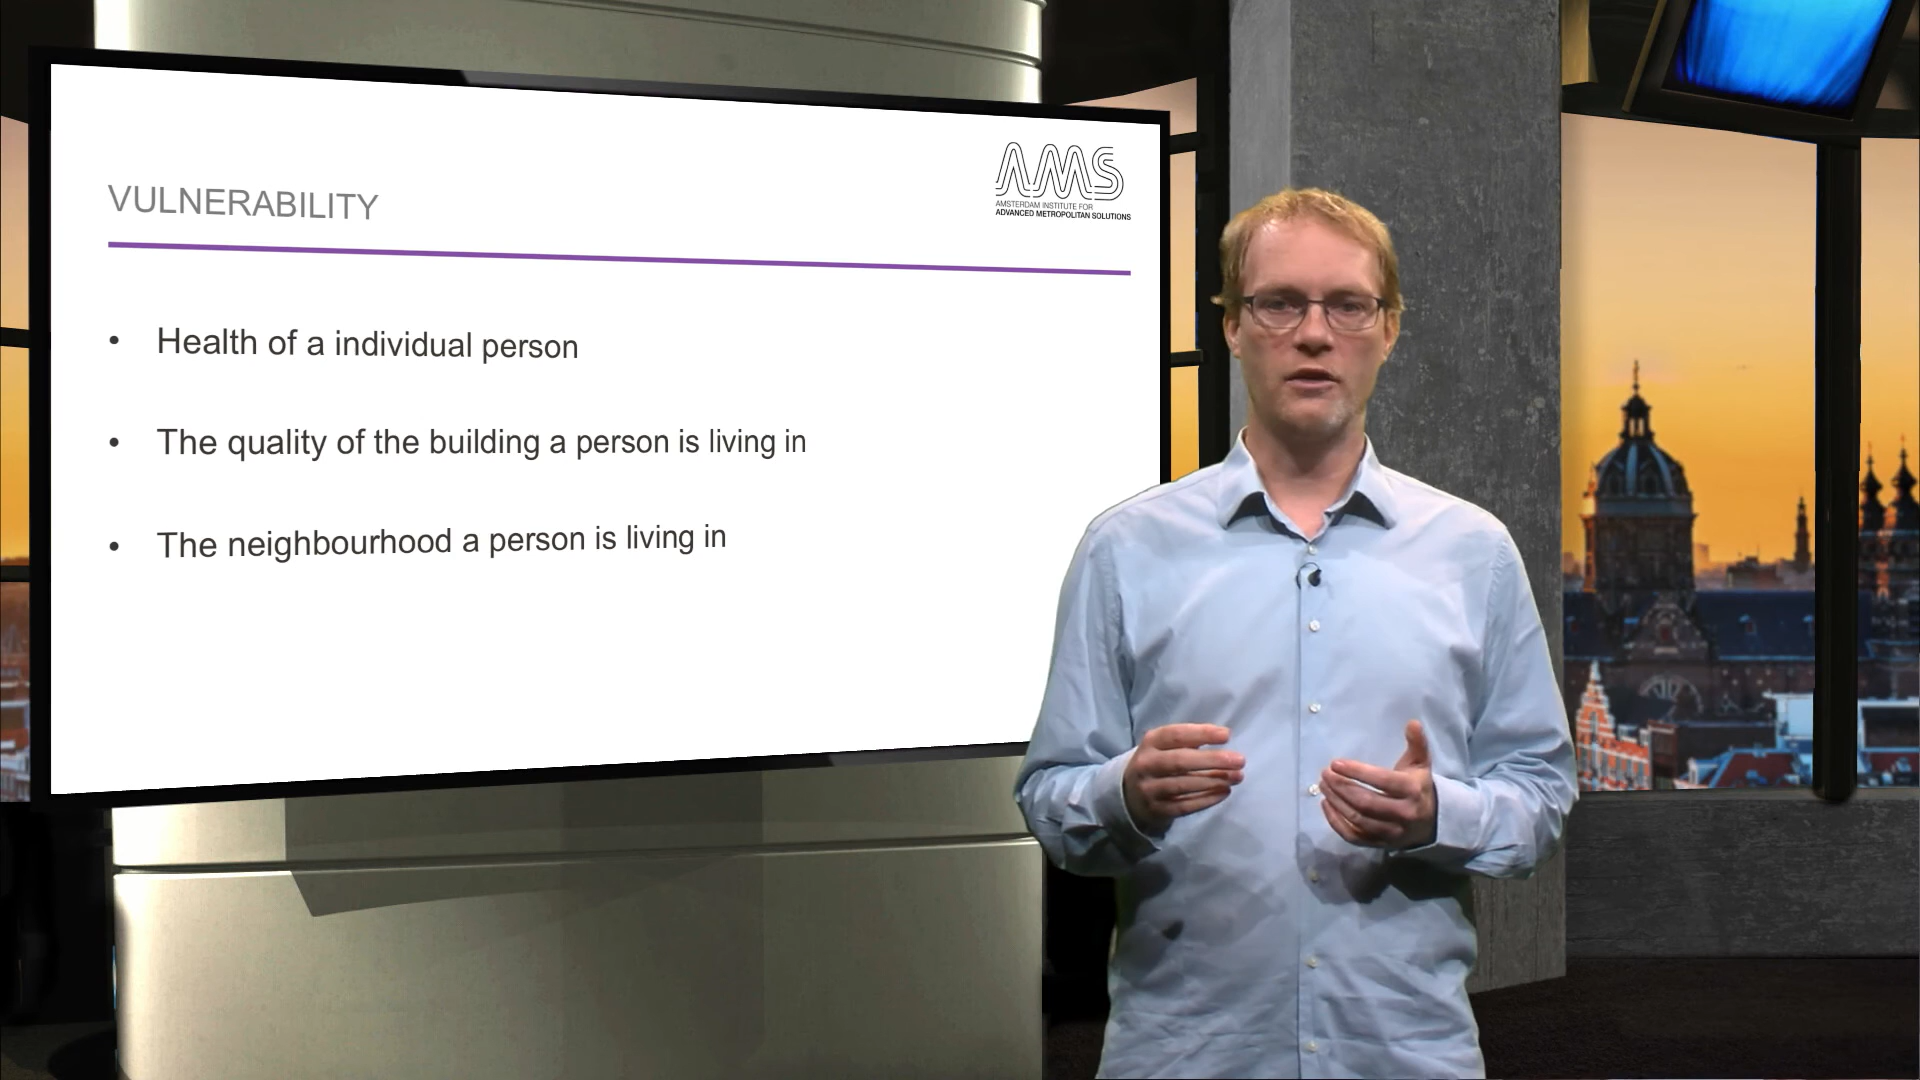 AMS
AMSTERDAM INSTITUTE FOR
ADVANCED METROPOLITAN SOLUTIONS
VULNERABILITY
• Health of a individual person
• The quality of the building a person is living in
• The neighbourhood a person is living in